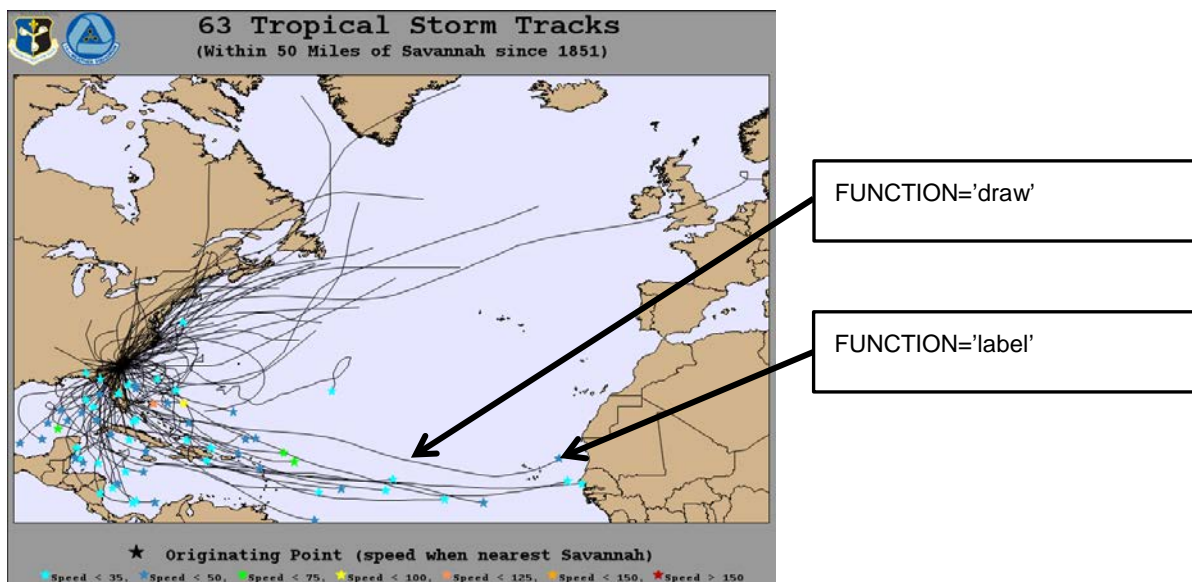 63 Tropical Storm Tracks
(Within 50 Miles of Savannah since 1851)
FUNCTION=’draw’
FUNCTION=’label’
★ Originating Point (speed when nearest Savannah)
★Speed < 35, ★Speed < 50, ★Speed < 75, ★Speed < 100, ★Speed < 125, ★Speed < 150, ★Speed > 150